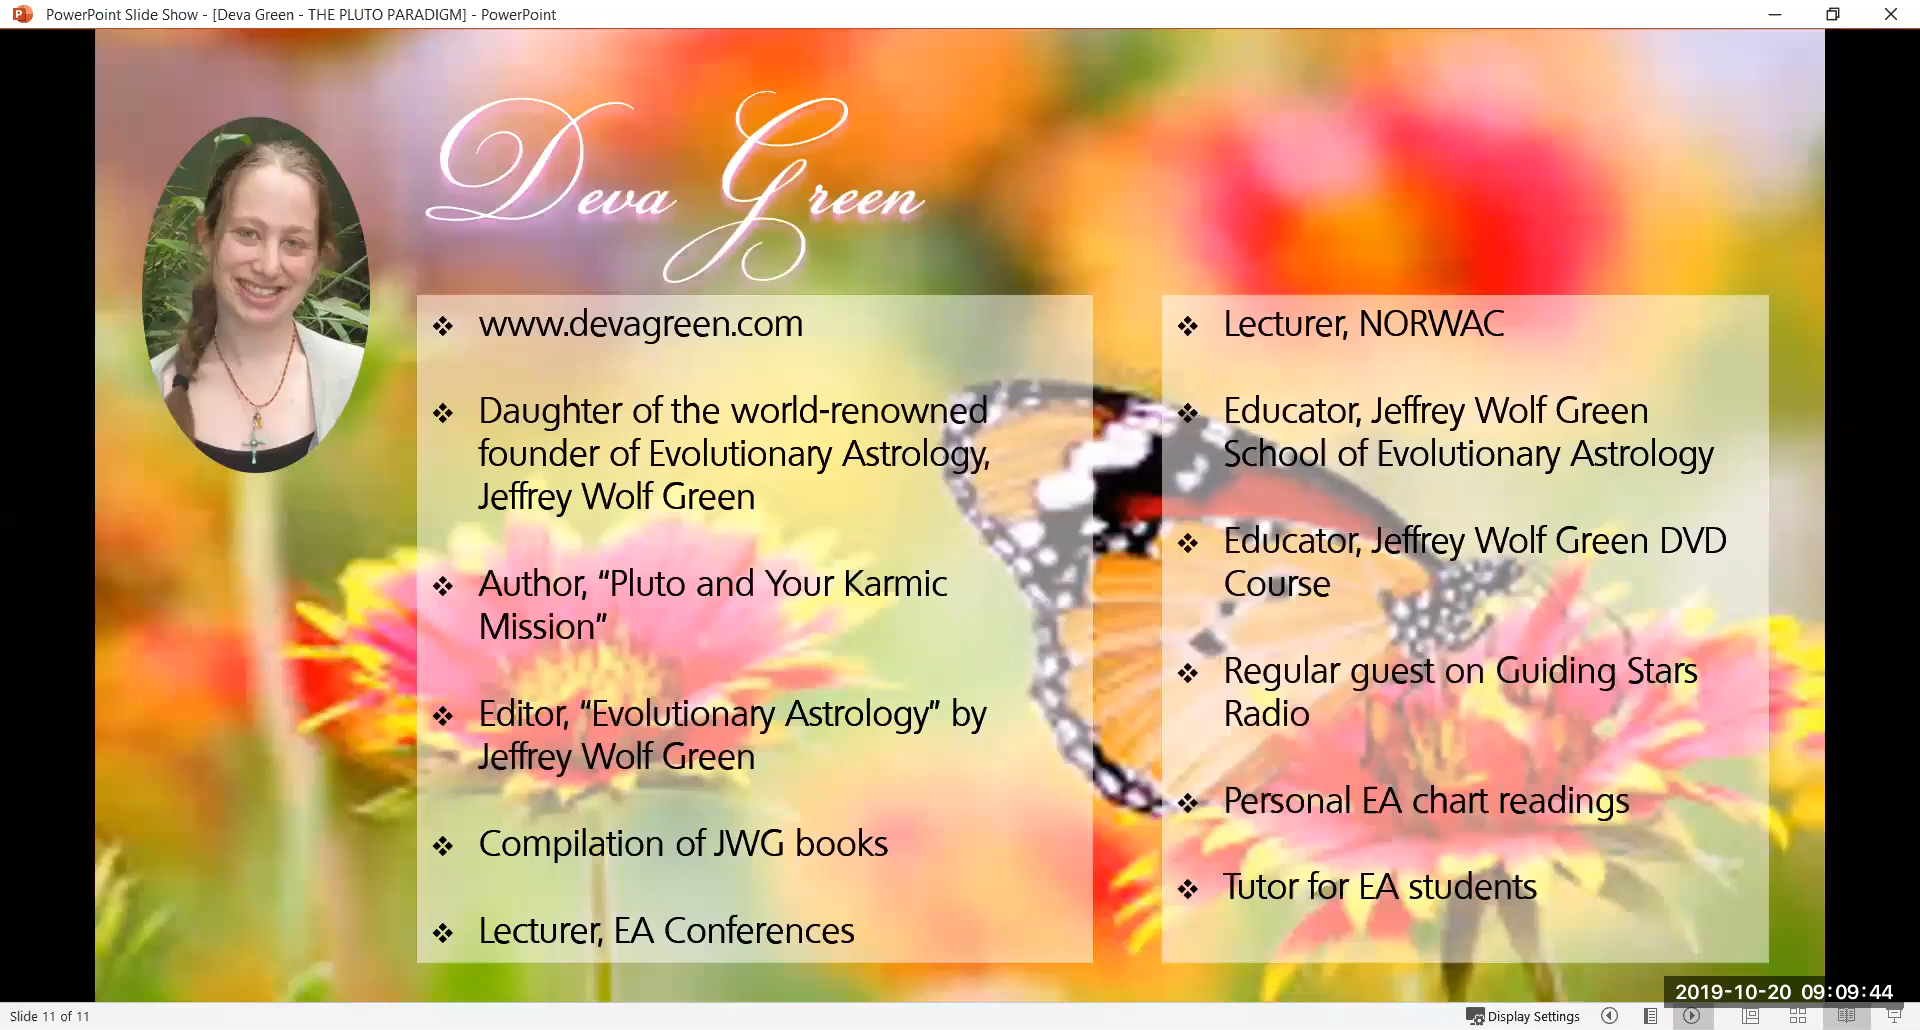 PowerPoint Slide Show - [Deva Green - THE PLUTO PARADIGM] - PowerPoint
Deva Green
www.devagreen.com
Daughter of the world-renowned
founder of Evolutionary Astrology,
Jeffrey Wolf Green
Author, “Pluto and Your Karmic
Mission”
Editor, “Evolutionary Astrology” by
Jeffrey Wolf Green
Compilation of JWG books
Lecturer, EA Conferences
Lecturer, NORWAC
Educator, Jeffrey Wolf Green
School of Evolutionary Astrology
Educator, Jeffrey Wolf Green DVD
Course
Regular guest on Guiding Stars
Radio
Personal EA chart readings
Tutor for EA students
2019-10-20 09:09:44
Slide 11 of 11
Display Settings